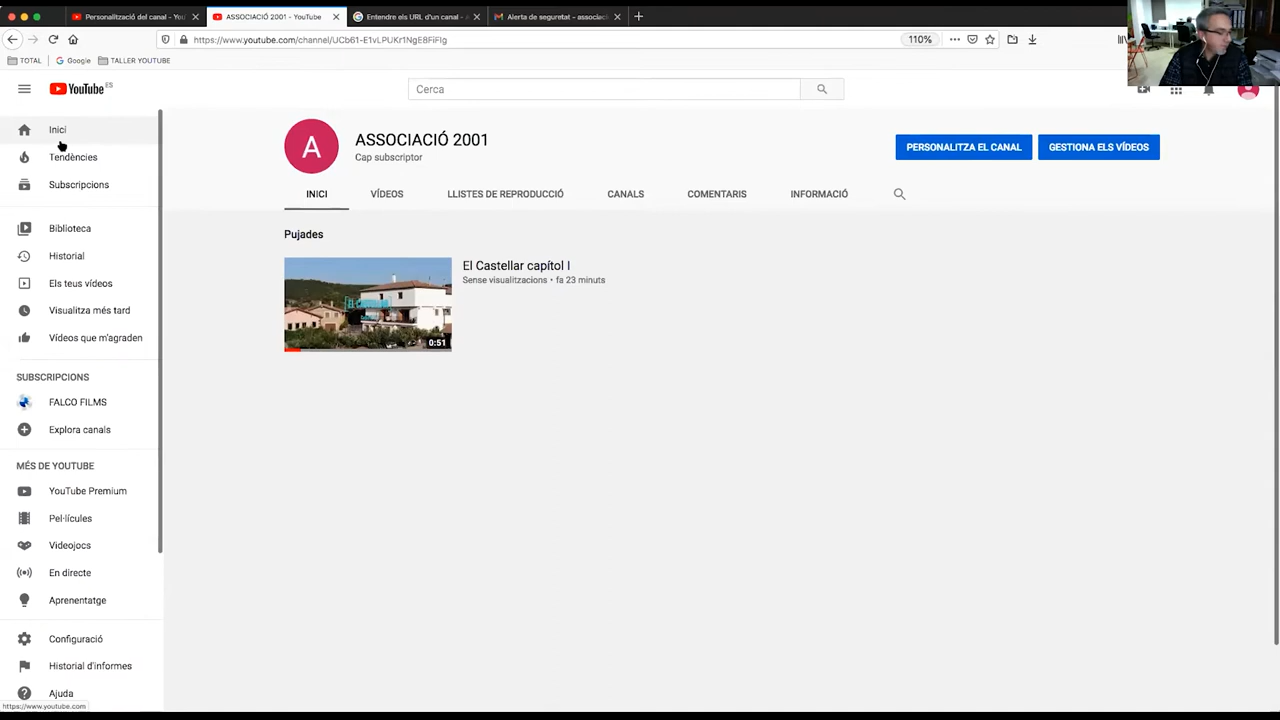 Personalització del canal - You
ASSOCIACIÓ 2001 - YouTube
Entendre els URL d'un canal - A
Alerta de seguretat - associac
https://www.youtube.com/channel/UCb61-E1vLPUKr1NgE8FiFIg
110%
TOTAL
Google
TALLER YOUTUBE
YouTube ES
Cerca
Inici
Tendències
Subscripcions
Biblioteca
Historial
Els teus vídeos
Visualitza més tard
Vídeos que m'agraden
SUBSCRIPCIONS
FALCO FILMS
Explora canals
MÉS DE YOUTUBE
YouTube Premium
Pel·lícules
Videojocs
En directe
Aprenentatge
Configuració
Historial d'informes
Ajuda
https://www.youtube.com
A
ASSOCIACIÓ 2001
Cap subscriptor
PERSONALITZA EL CANAL
GESTIONA ELS VÍDEOS
INICI
VÍDEOS
LLISTES DE REPRODUCCIÓ
CANALS
COMENTARIS
INFORMACIÓ
Pujades
0:51
El Castellar capítol I
Sense visualitzacions • fa 23 minuts